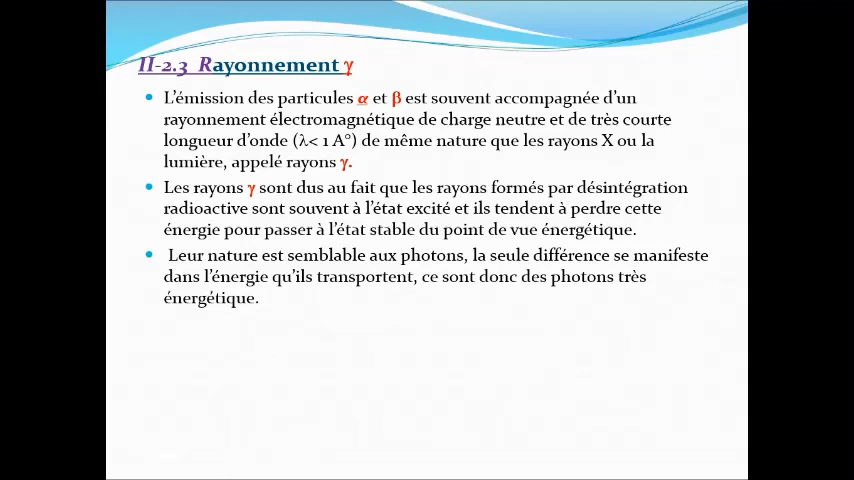 II-2.3 Rayonnement γ
• L'émission des particules α et β est souvent accompagnée d'un
rayonnement électromagnétique de charge neutre et de très courte
longueur d'onde (λ< 1 A°) de même nature que les rayons X ou la
lumière, appelé rayons γ.
• Les rayons γ sont dus au fait que les rayons formés par désintégration
radioactive sont souvent à l'état excité et ils tendent à perdre cette
énergie pour passer à l'état stable du point de vue énergétique.
• Leur nature est semblable aux photons, la seule différence se manifeste
dans l'énergie qu'ils transportent, ce sont donc des photons très
énergétique.